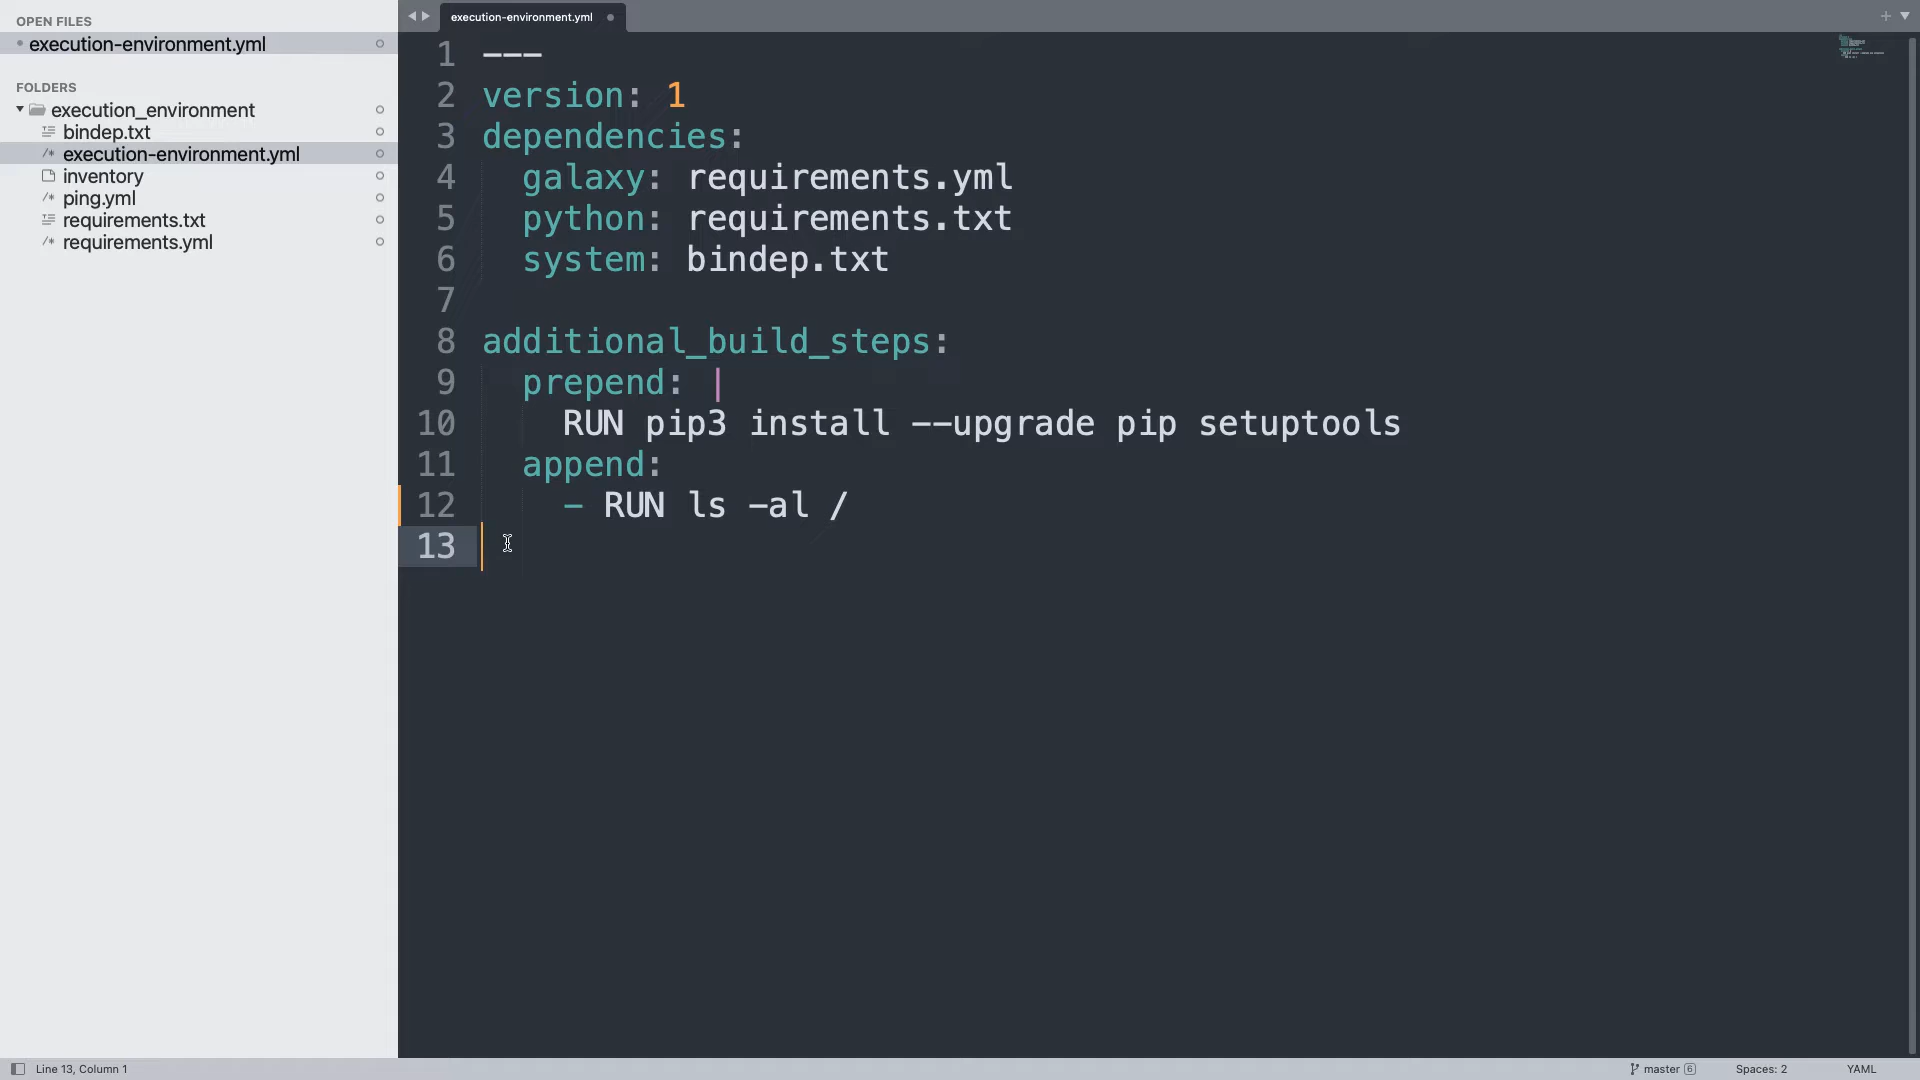 OPEN FILES
execution-environment.yml
FOLDERS
execution_environment
bindep.txt
/* execution-environment.yml
inventory
/* ping.yml
requirements.txt
/* requirements.yml
execution-environment.yml
1 ---
2 version: 1
3 dependencies:
4 galaxy: requirements.yml
5 python: requirements.txt
6 system: bindep.txt
7
8 additional_build_steps:
9 prepend: |
10 RUN pip3 install --upgrade pip setuptools
11 append:
12 - RUN ls -al /
13
Line 13, Column 1
master 6
Spaces: 2
YAML